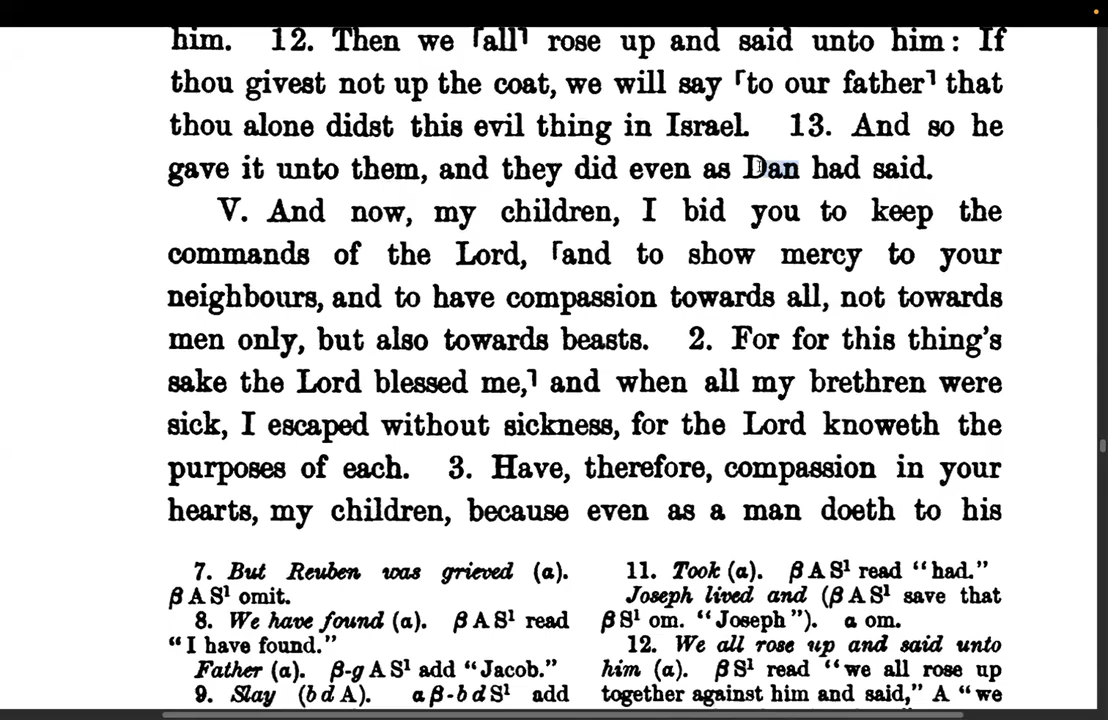 him. 12. Then we ⌜all⌝ rose up and said unto him: If
thou givest not up the coat, we will say ⌜to our father⌝ that
thou alone didst this evil thing in Israel. 13. And so he
gave it unto them, and they did even as Dan had said.
V. And now, my children, I bid you to keep the
commands of the Lord, ⌜and to show mercy to your
neighbours, and to have compassion towards all, not towards
men only, but also towards beasts. 2. For for this thing's
sake the Lord blessed me,⌝ and when all my brethren were
sick, I escaped without sickness, for the Lord knoweth the
purposes of each. 3. Have, therefore, compassion in your
hearts, my children, because even as a man doeth to his
7. But Reuben was grieved (α).
β A S¹ omit.
8. We have found (α). β A S¹ read
"I have found."
Father (α). β-g A S¹ add "Jacob."
9. Slay (b d A). α β-b d S¹ add
11. Took (α). β A S¹ read "had."
Joseph lived and (β A S¹ save that
β S¹ om. "Joseph"). α om.
12. We all rose up and said unto
him (α). β S¹ read "we all rose up
together against him and said," A "we